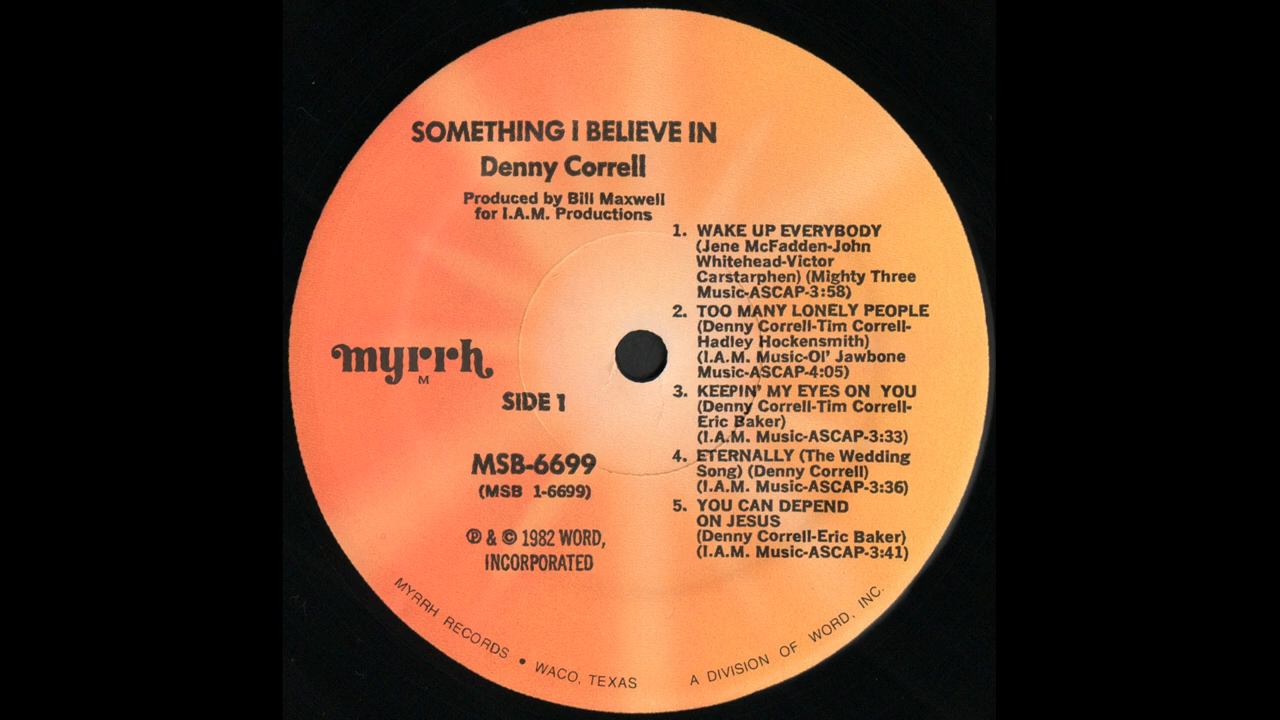 SOMETHING I BELIEVE IN
Denny Correll
Produced by Bill Maxwell
for I.A.M. Productions
myrrh
M
SIDE 1
MSB-6699
(MSB 1-6699)
℗ & © 1982 WORD,
INCORPORATED
1. WAKE UP EVERYBODY
(Jene McFadden-John
Whitehead-Victor
Carstarphen) (Mighty Three
Music-ASCAP-3:58)
2. TOO MANY LONELY PEOPLE
(Denny Correll-Tim Correll-
Hadley Hockensmith)
(I.A.M. Music-Ol' Jawbone
Music-ASCAP-4:05)
3. KEEPIN' MY EYES ON YOU
(Denny Correll-Tim Correll-
Eric Baker)
(I.A.M. Music-ASCAP-3:33)
4. ETERNALLY (The Wedding
Song) (Denny Correll)
(I.A.M. Music-ASCAP-3:36)
5. YOU CAN DEPEND
ON JESUS
(Denny Correll-Eric Baker)
(I.A.M. Music-ASCAP-3:41)
MYRRH RECORDS • WACO, TEXAS A DIVISION OF WORD, INC.